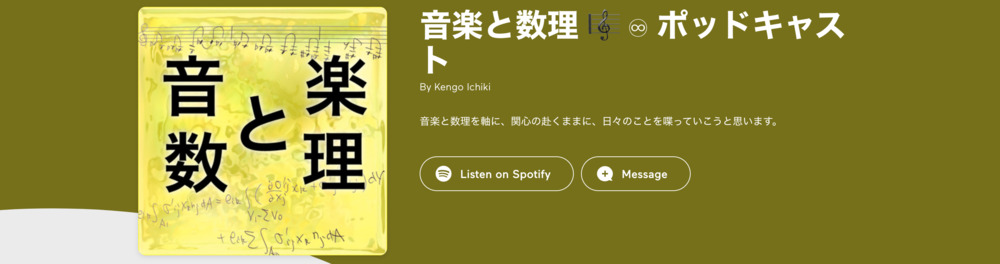 音楽と数理 🎼 ♾ ポッドキャス
ト
By Kengo Ichiki
音楽と数理を軸に、関心の赴くままに、日々のことを喋っていこうと思います。
Listen on Spotify
Message
音楽
と
数理